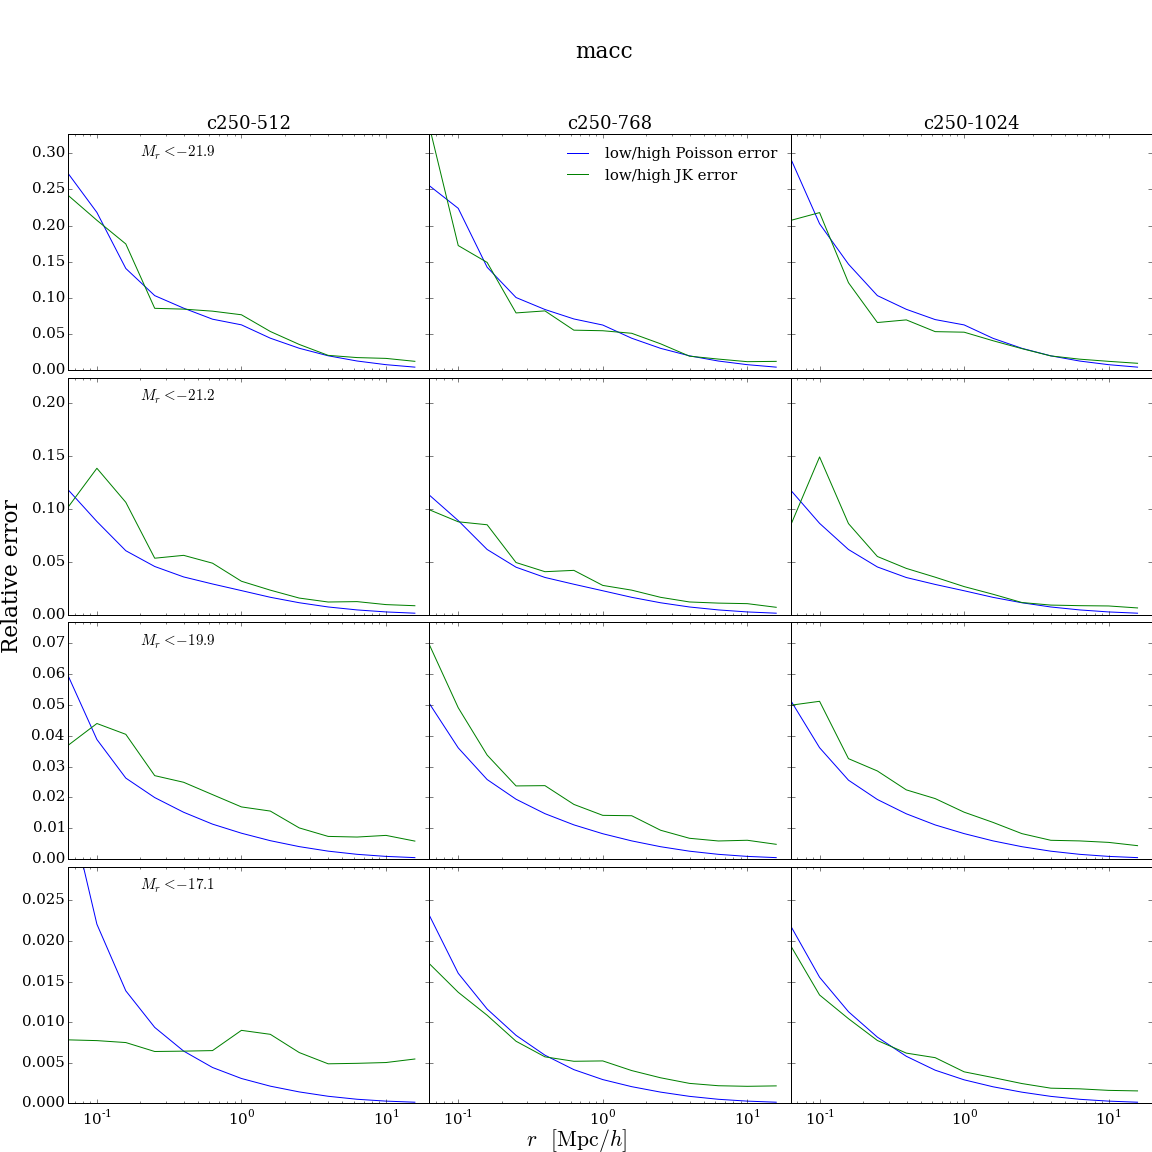 macc
c250-512 c250-768 c250-1024
Relative error
0.30
0.25
0.20
0.15
0.10
0.05
0.00
M_r < −21.9
low/high Poisson error
low/high JK error
0.20
0.15
0.10
0.05
0.00
M_r < −21.2
0.07
0.06
0.05
0.04
0.03
0.02
0.01
0.00
M_r < −19.9
0.025
0.020
0.015
0.010
0.005
0.000
M_r < −17.1
10^-1 10^0 10^1 10^-1 10^0 10^1 10^-1 10^0 10^1
r [Mpc/h]